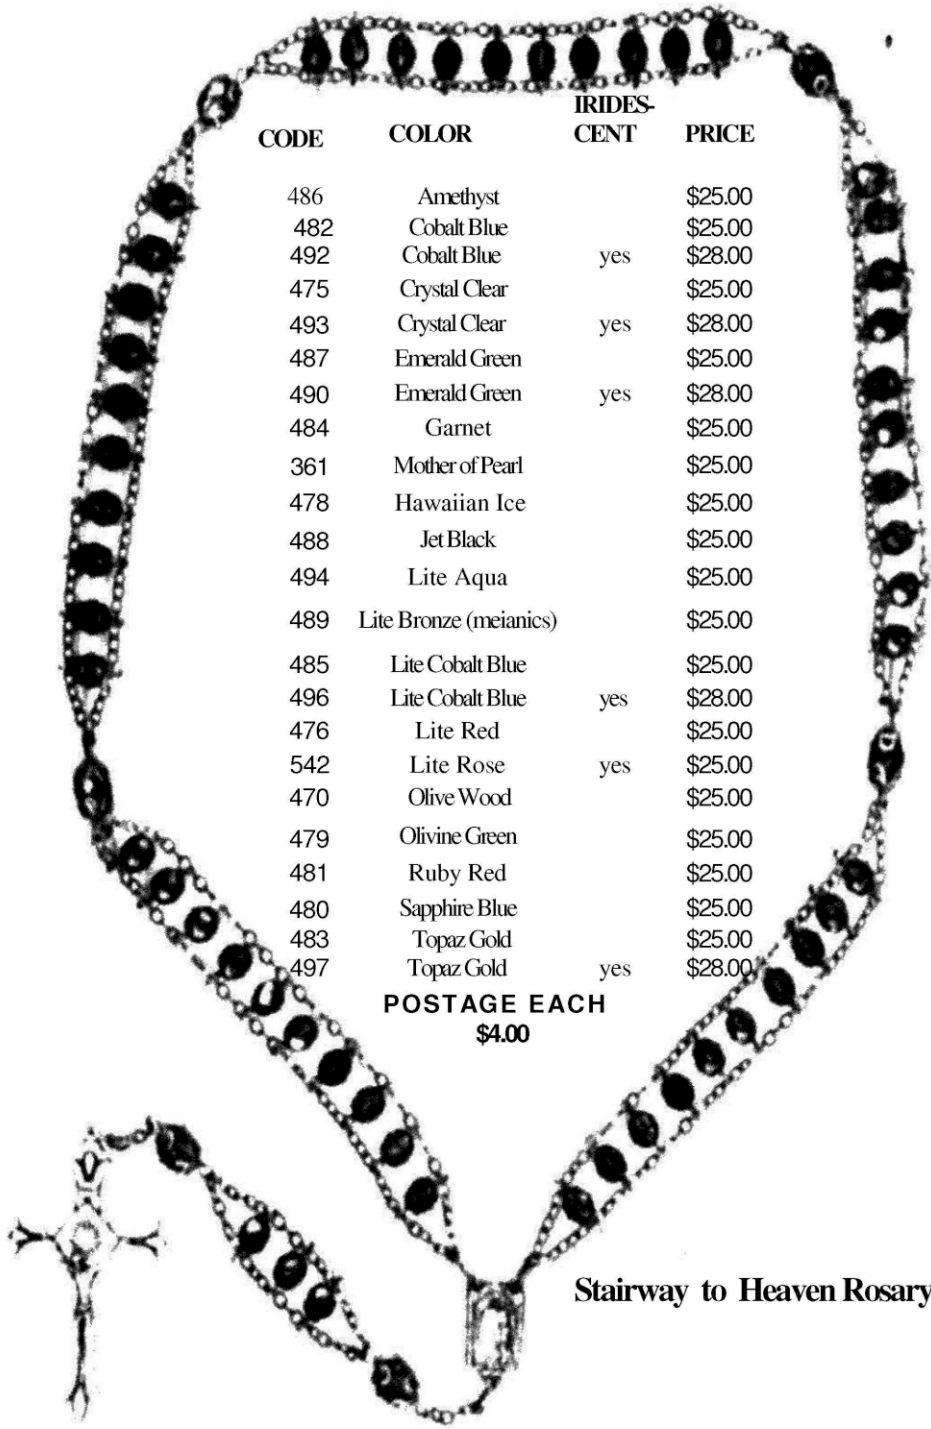 IRIDES-
CODE COLOR CENT PRICE
486 Amethyst $25.00
482 Cobalt Blue $25.00
492 Cobalt Blue yes $28.00
475 Crystal Clear $25.00
493 Crystal Clear yes $28.00
487 Emerald Green $25.00
490 Emerald Green yes $28.00
484 Garnet $25.00
361 Mother of Pearl $25.00
478 Hawaiian Ice $25.00
488 Jet Black $25.00
494 Lite Aqua $25.00
489 Lite Bronze (meianics) $25.00
485 Lite Cobalt Blue $25.00
496 Lite Cobalt Blue yes $28.00
476 Lite Red $25.00
542 Lite Rose yes $25.00
470 Olive Wood $25.00
479 Olivine Green $25.00
481 Ruby Red $25.00
480 Sapphire Blue $25.00
483 Topaz Gold $25.00
497 Topaz Gold yes $28.00
POSTAGE EACH
$4.00
Stairway to Heaven Rosary